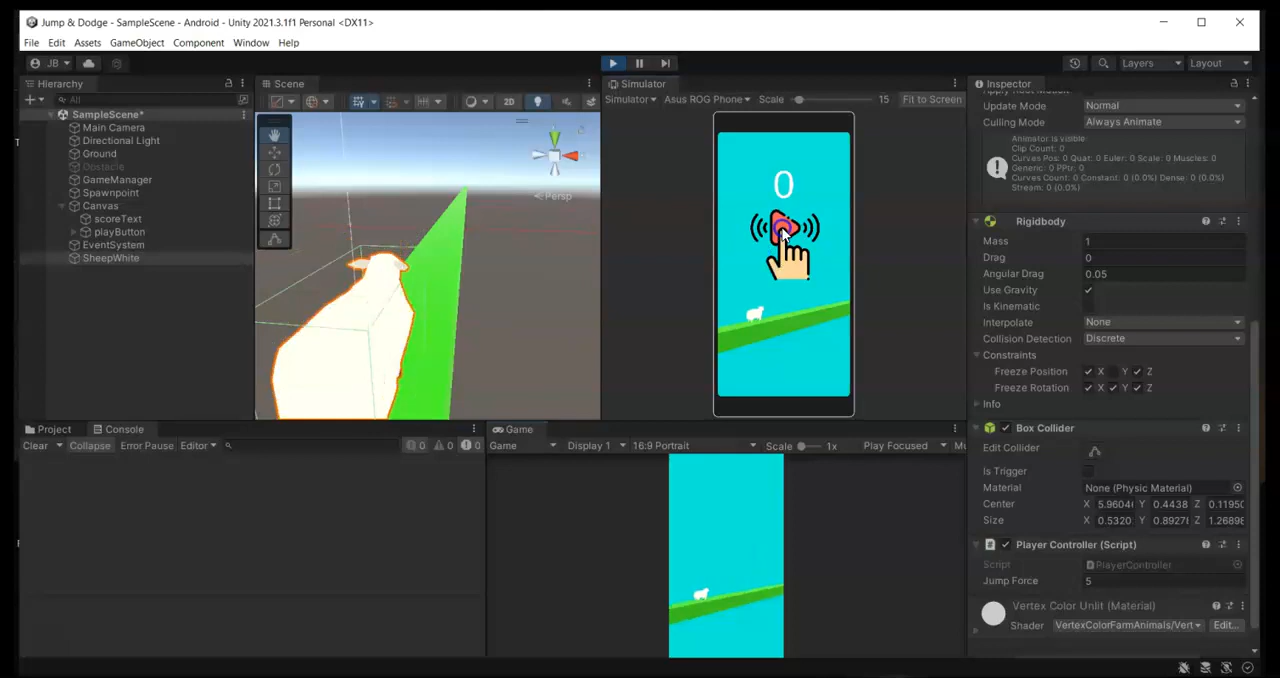 Jump & Dodge - SampleScene - Android - Unity 2021.3.1f1 Personal <DX11>
File Edit Assets GameObject Component Window Help
JB
Layers Layout
Hierarchy
All
SampleScene*
Main Camera
Directional Light
Ground
Obstacle
GameManager
Spawnpoint
Canvas
scoreText
playButton
EventSystem
SheepWhite
Scene
2D
Persp
Simulator
Simulator Asus ROG Phone Scale 15 Fit to Screen
0
Inspector
Update Mode Normal
Culling Mode Always Animate
Animator is visible
Clip Count: 0
Curves Pos: 0 Quat: 0 Euler: 0 Scale: 0 Muscles: 0
Generic: 0 PPtr: 0
Curves Count: 0 Constant: 0 (0.0%) Dense: 0 (0.0%)
Stream: 0 (0.0%)
Rigidbody
Mass 1
Drag 0
Angular Drag 0.05
Use Gravity
Is Kinematic
Interpolate None
Collision Detection Discrete
Constraints
Freeze Position X Y Z
Freeze Rotation X Y Z
Info
Box Collider
Edit Collider
Is Trigger
Material None (Physic Material)
Center X 5.9604 Y 0.4438 Z 0.1195
Size X 0.5320 Y 0.8927 Z 1.2689
Player Controller (Script)
Script PlayerController
Jump Force 5
Vertex Color Unlit (Material)
Shader VertexColorFarmAnimals/Vert Edit...
Project Console
Clear Collapse Error Pause Editor 0 0 0
Game
Game Display 1 16:9 Portrait Scale 1x Play Focused Mu